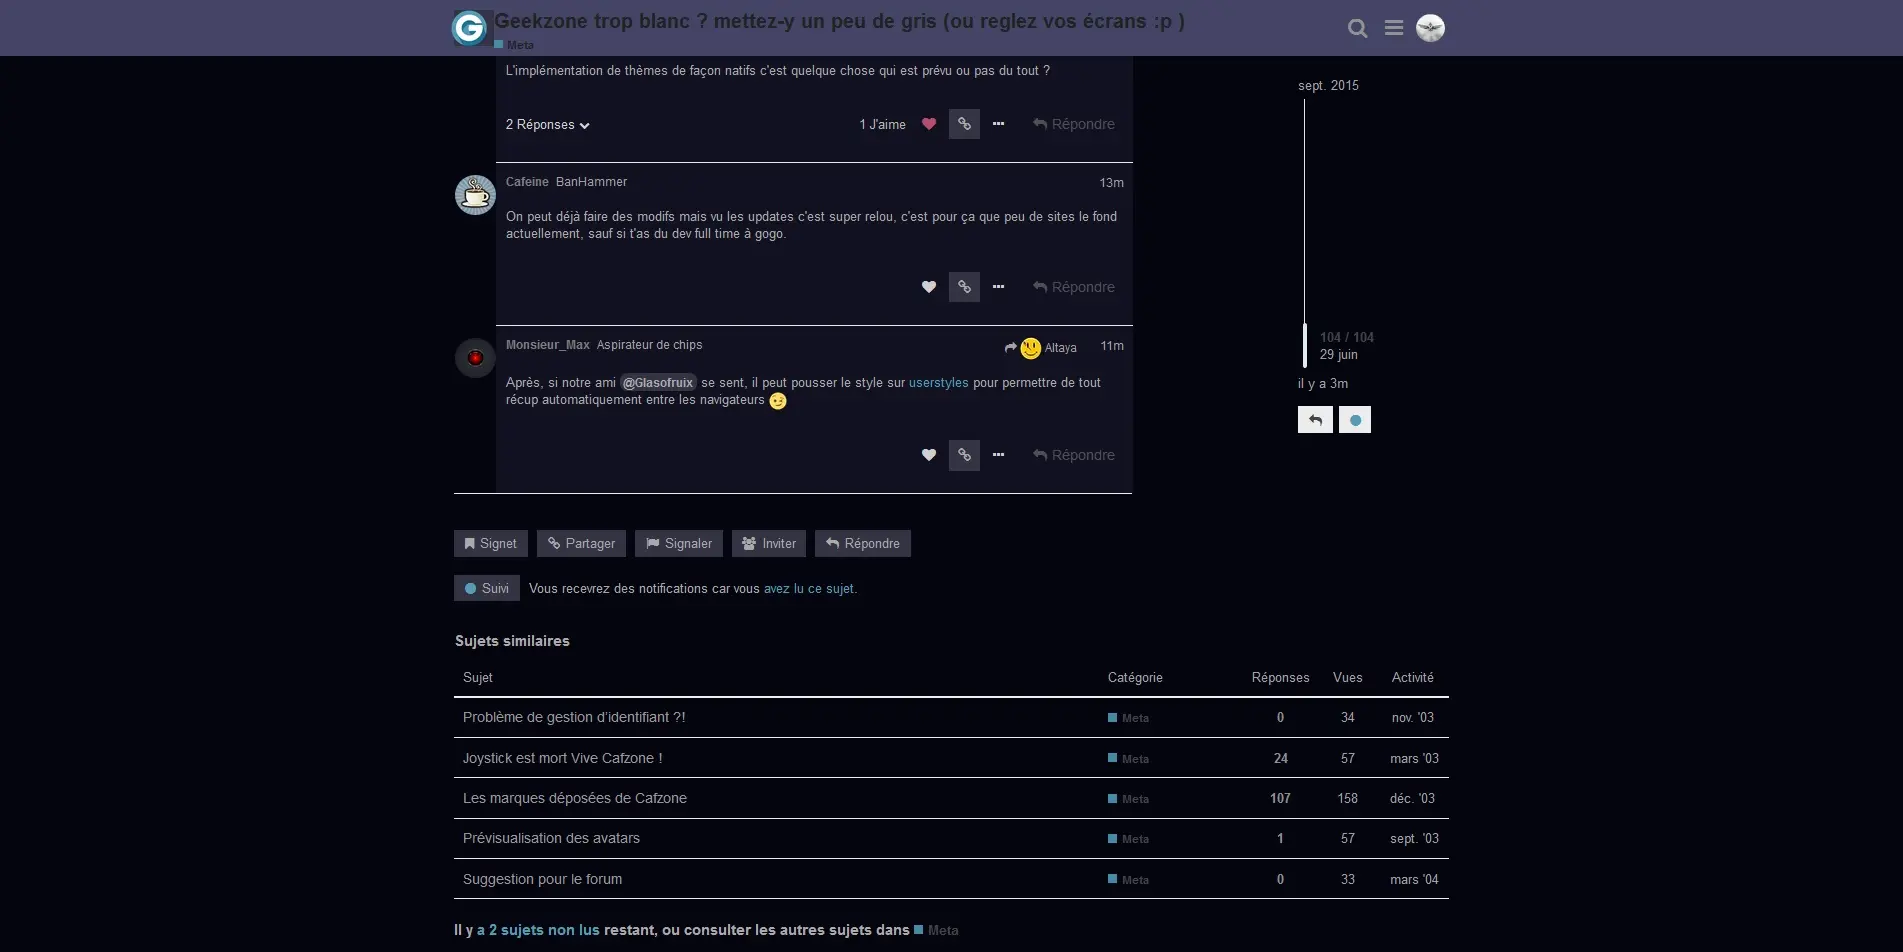 Geekzone trop blanc ? mettez-y un peu de gris (ou reglez vos écrans :p )
Meta
L'implémentation de thèmes de façon natifs c'est quelque chose qui est prévu ou pas du tout ?
2 Réponses
1 J'aime
Répondre
Cafeine BanHammer
13m
On peut déjà faire des modifs mais vu les updates c'est super relou, c'est pour ça que peu de sites le fond
actuellement, sauf si t'as du dev full time à gogo.
Répondre
Monsieur_Max Aspirateur de chips
Altaya
11m
Après, si notre ami @Glasofruix se sent, il peut pousser le style sur userstyles pour permettre de tout
récup automatiquement entre les navigateurs
Répondre
sept. 2015
104 / 104
29 juin
il y a 3m
Signet
Partager
Signaler
Inviter
Répondre
Suivi
Vous recevrez des notifications car vous avez lu ce sujet.
Sujets similaires
Sujet Catégorie Réponses Vues Activité
Problème de gestion d'identifiant ?! Meta 0 34 nov. '03
Joystick est mort Vive Cafzone ! Meta 24 57 mars '03
Les marques déposées de Cafzone Meta 107 158 déc. '03
Prévisualisation des avatars Meta 1 57 sept. '03
Suggestion pour le forum Meta 0 33 mars '04
Il y a 2 sujets non lus restant, ou consulter les autres sujets dans Meta